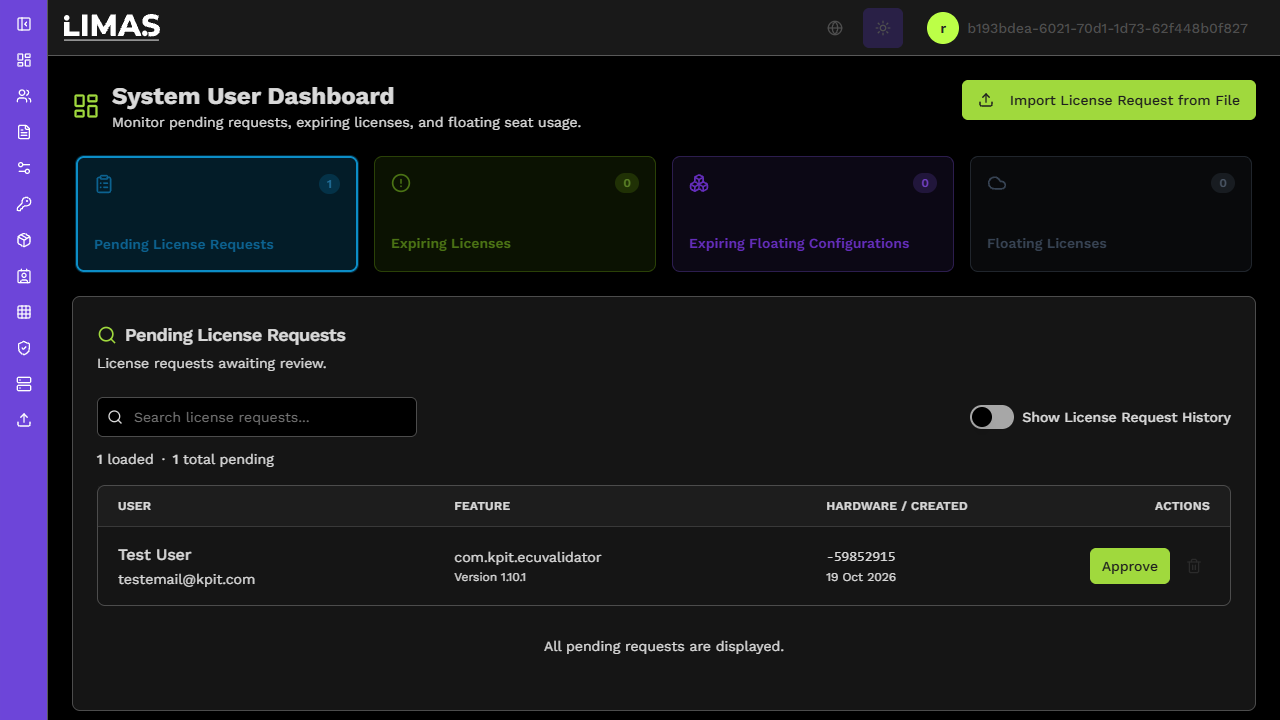 LIMAS
r
b193bdea-6021-70d1-1d73-62f448b0f827
System User Dashboard
Monitor pending requests, expiring licenses, and floating seat usage.
Import License Request from File
1
Pending License Requests
0
Expiring Licenses
0
Expiring Floating Configurations
0
Floating Licenses
Pending License Requests
License requests awaiting review.
Search license requests...
Show License Request History
1 loaded · 1 total pending
USER FEATURE HARDWARE / CREATED ACTIONS
Test User
testemail@kpit.com
com.kpit.ecuvalidator
Version 1.10.1
-59852915
19 Oct 2026
Approve
All pending requests are displayed.